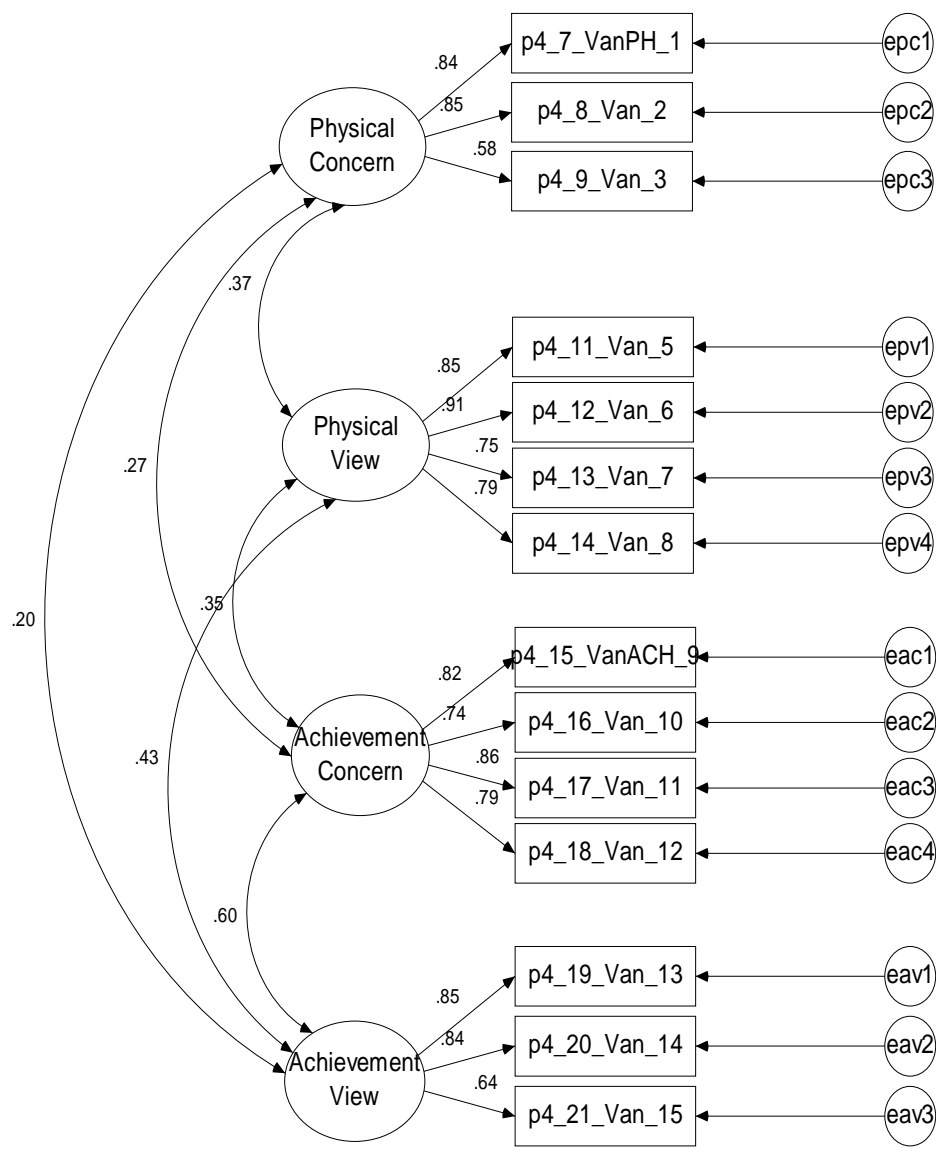 p4_7_VanPH_1
epc1
.84
Physical
Concern
.85
p4_8_Van_2
epc2
.58
p4_9_Van_3
epc3
.37
p4_11_Van_5
epv1
.85
Physical
View
.91
p4_12_Van_6
epv2
.75
p4_13_Van_7
epv3
.79
p4_14_Van_8
epv4
.27
.35
.20
p4_15_VanACH_9
eac1
.82
Achievement
Concern
.74
p4_16_Van_10
eac2
.86
p4_17_Van_11
eac3
.79
p4_18_Van_12
eac4
.43
.60
p4_19_Van_13
eav1
.85
Achievement
View
.84
p4_20_Van_14
eav2
.64
p4_21_Van_15
eav3